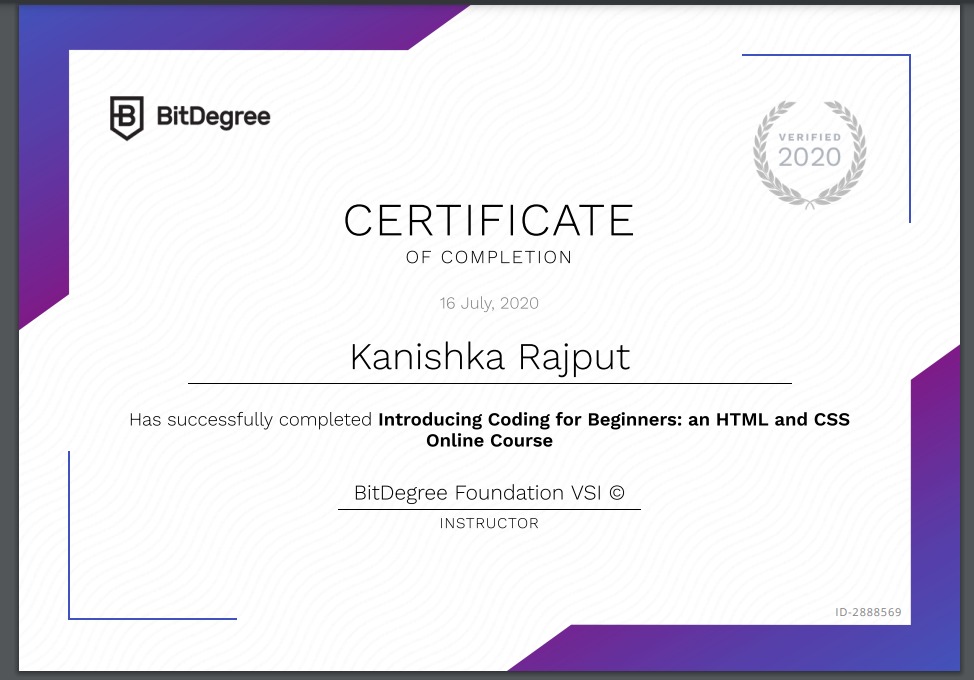 BitDegree
VERIFIED
2020
CERTIFICATE
OF COMPLETION
16 July, 2020
Kanishka Rajput
Has successfully completed Introducing Coding for Beginners: an HTML and CSS
Online Course
BitDegree Foundation VSI ©
INSTRUCTOR
ID-2888569